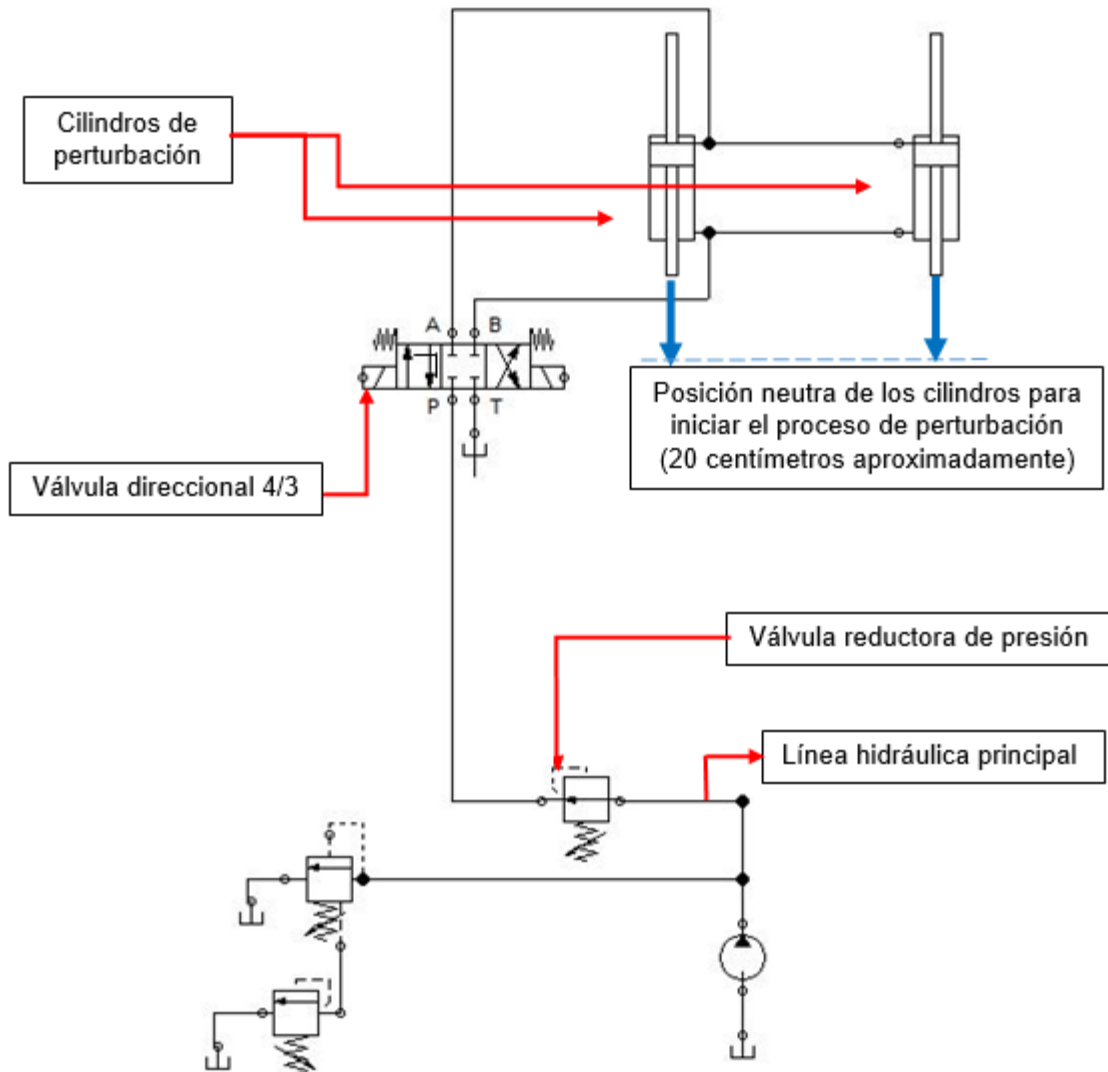 Cilindros de
perturbación
A
B
P
T
Posición neutra de los cilindros para
iniciar el proceso de perturbación
(20 centímetros aproximadamente)
Válvula direccional 4/3
Válvula reductora de presión
Línea hidráulica principal